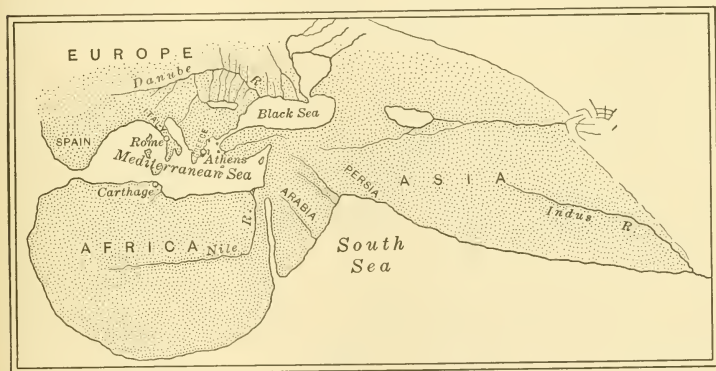 EUROPE
Danube R
Black Sea
SPAIN
ITALY
Rome
GREECE
Athens
Mediterranean Sea
Carthage
PERSIA
ASIA
ARABIA
Indus R
AFRICA
Nile R
South
Sea